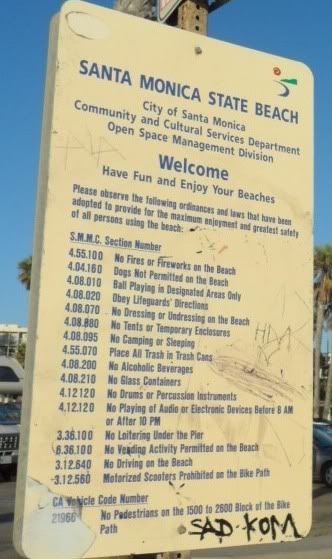 SANTA MONICA STATE BEACH
City of Santa Monica
Community and Cultural Services Department
Open Space Management Division
Welcome
Have Fun and Enjoy Your Beaches
Please observe the following ordinances and laws that have been
adopted to provide for the maximum enjoyment and greatest safety
of all persons using the beach:
S.M.M.C. Section Number
4.55.100 No Fires or Fireworks on the Beach
4.04.160 Dogs Not Permitted on the Beach
4.08.010 Ball Playing in Designated Areas Only
4.08.020 Obey Lifeguards' Directions
4.08.070 No Dressing or Undressing on the Beach
4.08.880 No Tents or Temporary Enclosures
4.08.095 No Camping or Sleeping
4.55.070 Place All Trash in Trash Cans
4.08.200 No Alcoholic Beverages
4.08.210 No Glass Containers
4.12.120 No Drums or Percussion Instruments
4.12.120 No Playing of Audio or Electronic Devices Before 8 AM
or After 10 PM
3.36.100 No Loitering Under the Pier
6.36.100 No Vending Activity Permitted on the Beach
3.12.640 No Driving on the Beach
3.12.560 Motorized Scooters Prohibited on the Bike Path
CA Vehicle Code Number
21966 No Pedestrians on the 1500 to 2600 Block of the Bike
Path
SAD-KOM